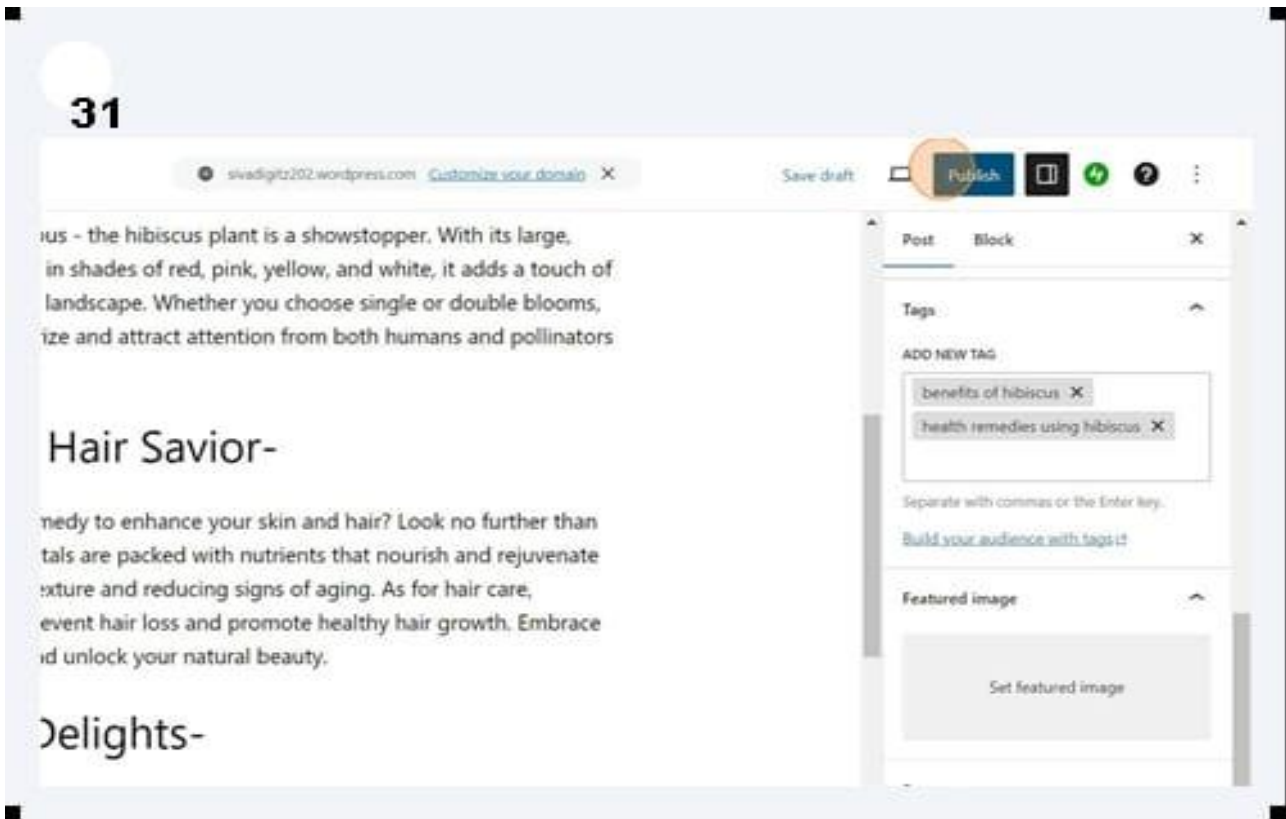 31
sivadigitz202.wordpress.com Customize your domain X
Save draft
Publish
us - the hibiscus plant is a showstopper. With its large,
in shades of red, pink, yellow, and white, it adds a touch of
landscape. Whether you choose single or double blooms,
ize and attract attention from both humans and pollinators
Hair Savior-
medy to enhance your skin and hair? Look no further than
tals are packed with nutrients that nourish and rejuvenate
exture and reducing signs of aging. As for hair care,
event hair loss and promote healthy hair growth. Embrace
d unlock your natural beauty.
Delights-
Post Block
Tags
ADD NEW TAG
benefits of hibiscus
health remedies using hibiscus
Separate with commas or the Enter key.
Build your audience with tags
Featured image
Set featured image